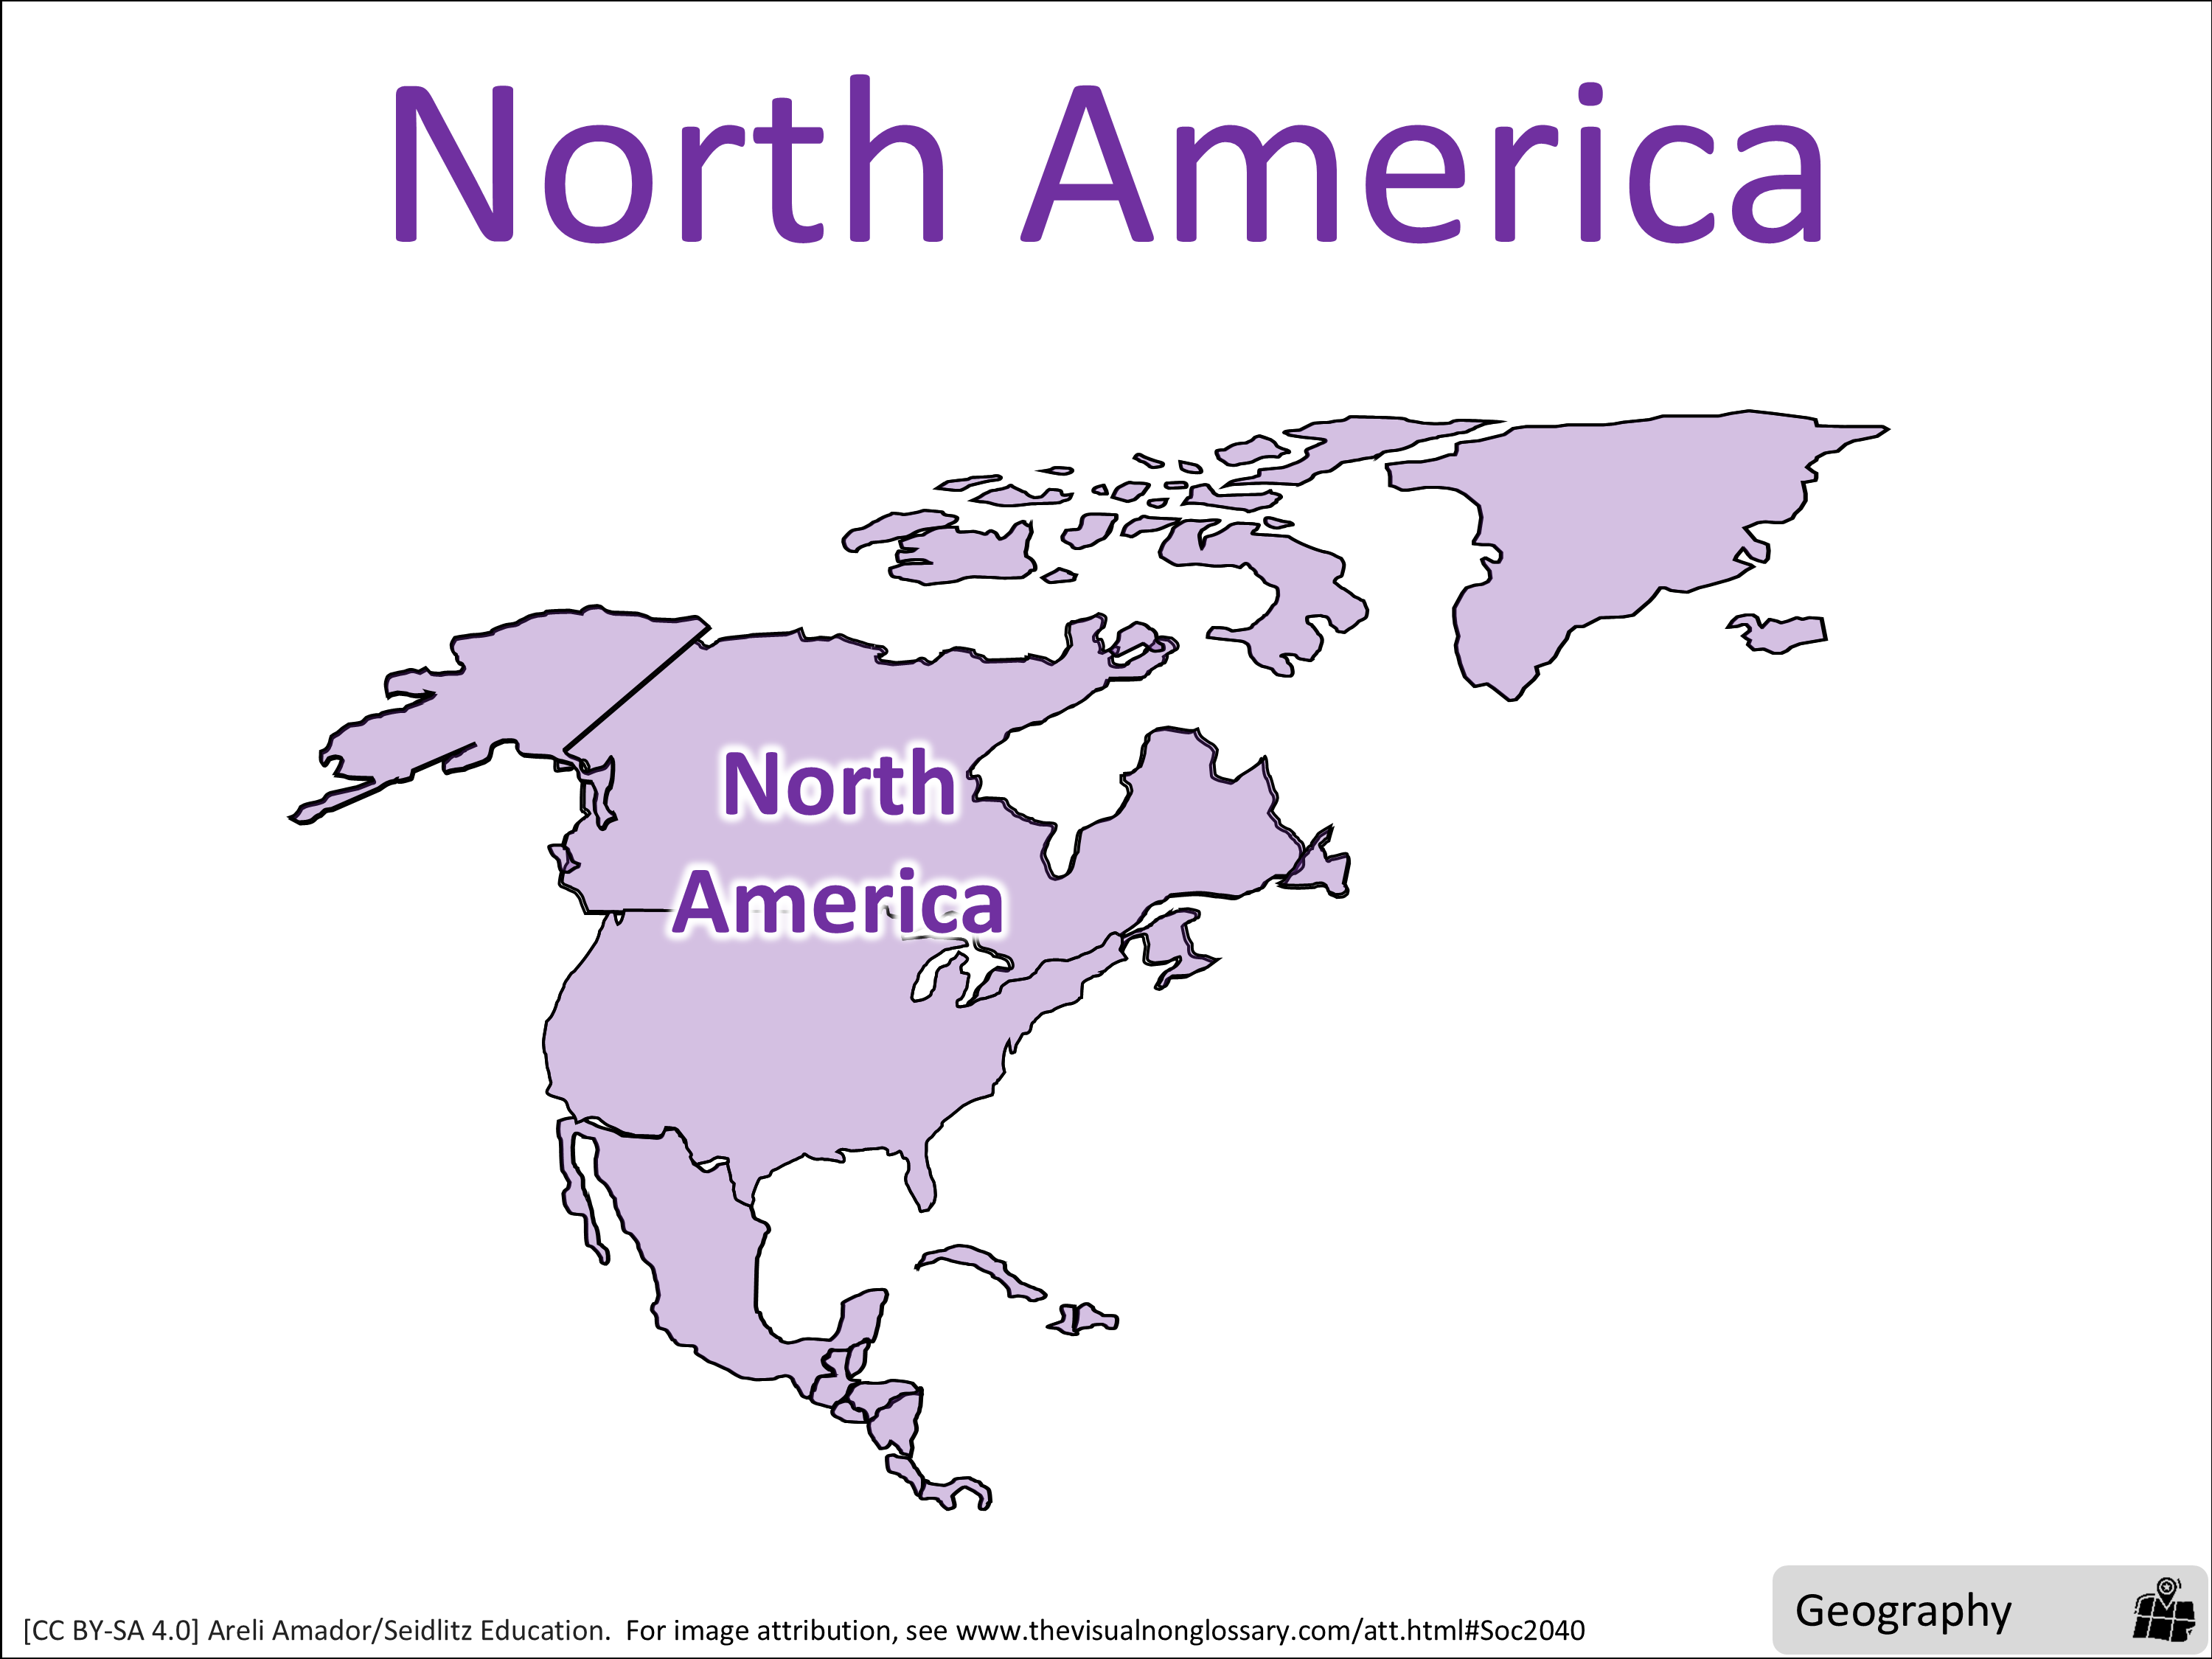 North America
North
America
Geography
[CC BY-SA 4.0] Areli Amador/Seidlitz Education.  For image attribution, see www.thevisualnonglossary.com/att.html#Soc2040